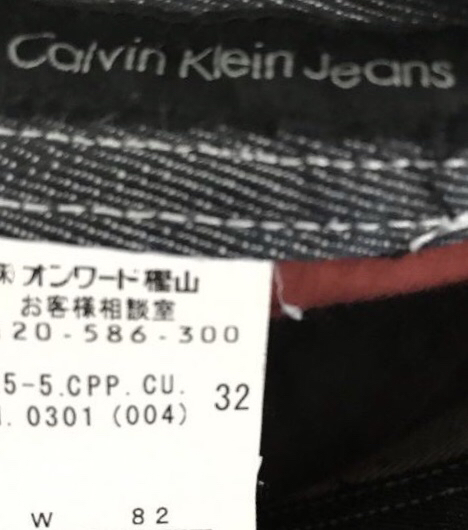 Calvin Klein Jeans
㈱オンワード樫山
お客様相談室
20-586-300
5-5.CPP.CU.
32
. 0301 (004)
W 82